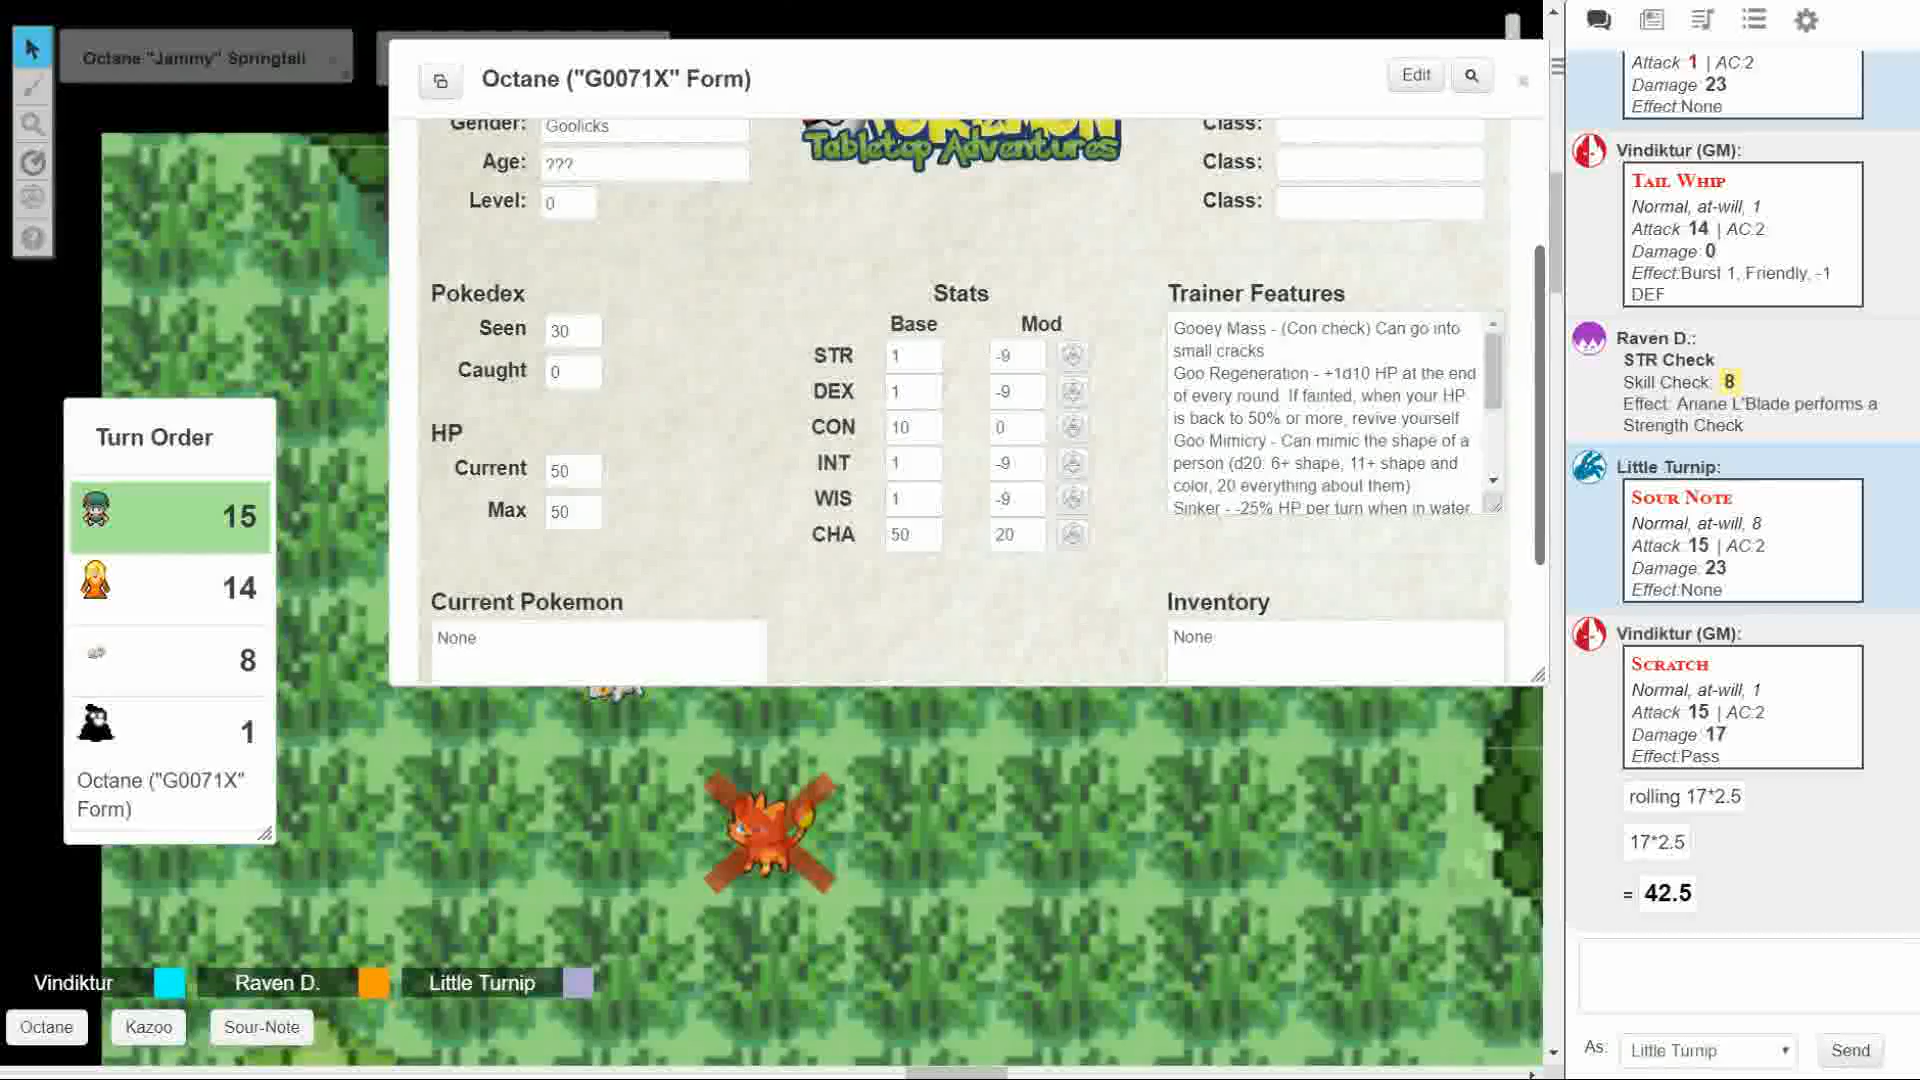 Octane "Jammy" Springfall
Octane ("G0071X" Form)
Edit
Gender:
Goolicks
Age:
???
Level:
0
POKéMON
Tabletop Adventures
Class:
Class:
Class:
Pokedex
Seen
30
Caught
0
HP
Current
50
Max
50
Stats
Base
Mod
STR
1
-9
DEX
1
-9
CON
10
0
INT
1
-9
WIS
1
-9
CHA
50
20
Trainer Features
Gooey Mass - (Con check) Can go into
small cracks
Goo Regeneration - +1d10 HP at the end
of every round. If fainted, when your HP
is back to 50% or more, revive yourself
Goo Mimicry - Can mimic the shape of a
person (d20: 6+ shape, 11+ shape and
color, 20 everything about them)
Sinker - -25% HP per turn when in water
Current Pokemon
None
Inventory
None
Turn Order
15
14
8
1
Octane ("G0071X"
Form)
Vindiktur
Raven D.
Little Turnip
Octane
Kazoo
Sour-Note
Attack: 1 | AC:2
Damage: 23
Effect:None
Vindiktur (GM):
TAIL WHIP
Normal, at-will, 1
Attack: 14 | AC:2
Damage: 0
Effect:Burst 1, Friendly, -1
DEF
Raven D.:
STR Check
Skill Check: 8
Effect: Ariane L'Blade performs a
Strength Check
Little Turnip:
SOUR NOTE
Normal, at-will, 8
Attack: 15 | AC:2
Damage: 23
Effect:None
Vindiktur (GM):
SCRATCH
Normal, at-will, 1
Attack: 15 | AC:2
Damage: 17
Effect:Pass
rolling 17*2.5
17*2.5
= 42.5
As:
Little Turnip
Send